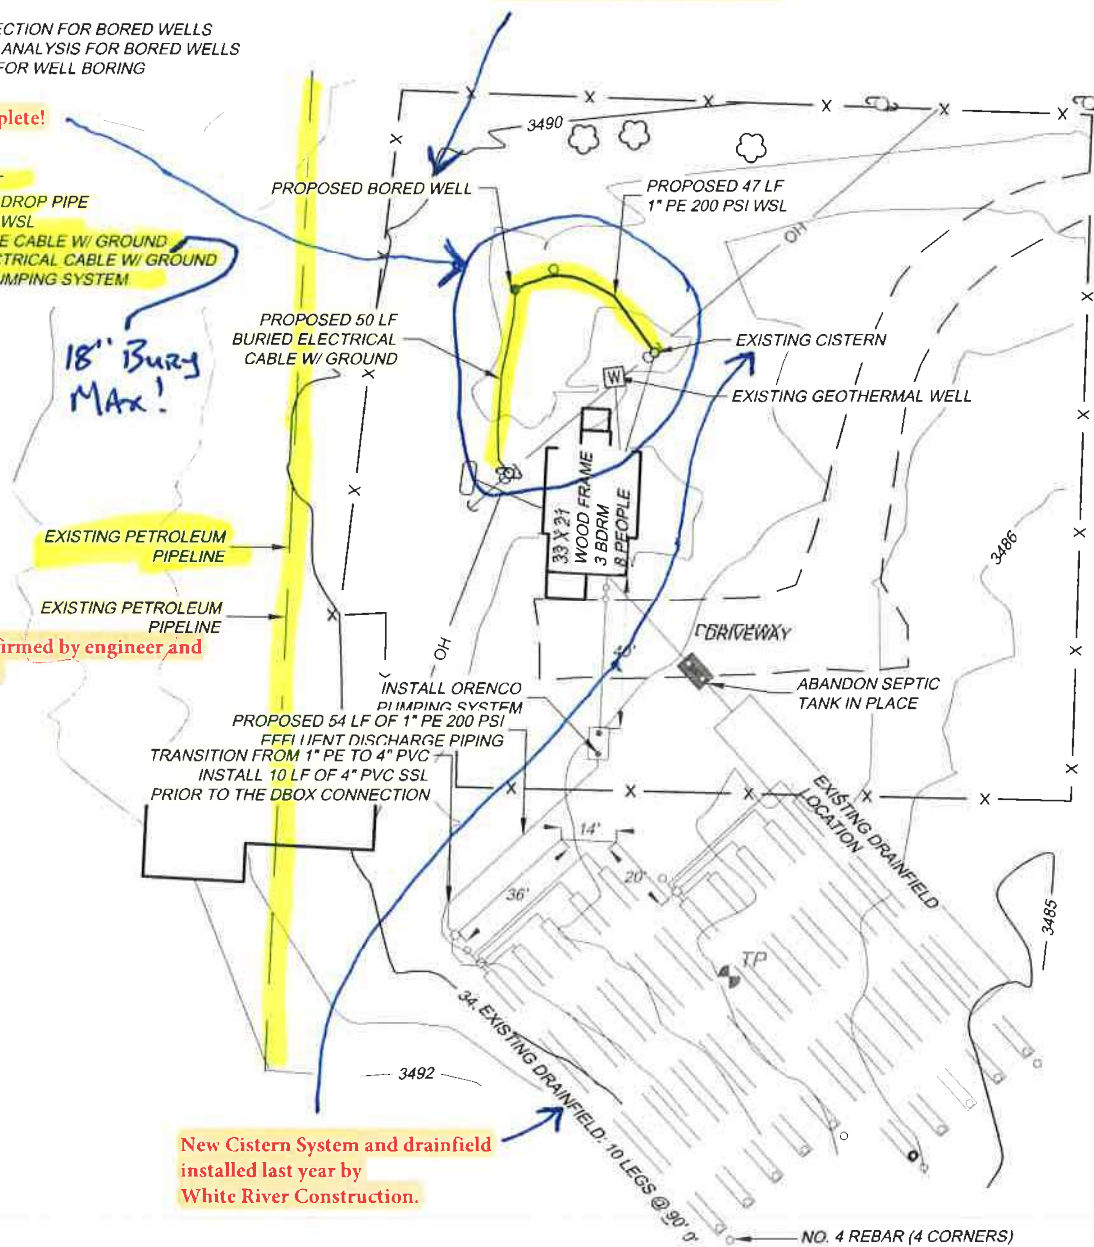 ECTION FOR BORED WELLS
ANALYSIS FOR BORED WELLS
FOR WELL BORING
plete!
DROP PIPE
WSL
E CABLE W/ GROUND
CTRICAL CABLE W/ GROUND
UMPING SYSTEM
18" Bury
Max!
3490
PROPOSED BORED WELL
PROPOSED 47 LF
1" PE 200 PSI WSL
OH
PROPOSED 50 LF
BURIED ELECTRICAL
CABLE W/ GROUND
EXISTING CISTERN
W
EXISTING GEOTHERMAL WELL
33 X 21
WOOD FRAME
3 BDRM
8 PEOPLE
3486
EXISTING PETROLEUM
PIPELINE
EXISTING PETROLEUM
PIPELINE
firmed by engineer and
OH
DRIVEWAY
INSTALL ORENCO
PUMPING SYSTEM
ABANDON SEPTIC
TANK IN PLACE
PROPOSED 54 LF OF 1" PE 200 PSI
EFFLUENT DISCHARGE PIPING
TRANSITION FROM 1" PE TO 4" PVC
INSTALL 10 LF OF 4" PVC SSL
PRIOR TO THE DBOX CONNECTION
EXISTING DRAINFIELD
LOCATION
14'
20'
36'
TP
3485
34. EXISTING DRAINFIELD: 10 LEGS @ 90' 0'
3492
New Cistern System and drainfield
installed last year by
White River Construction.
NO. 4 REBAR (4 CORNERS)